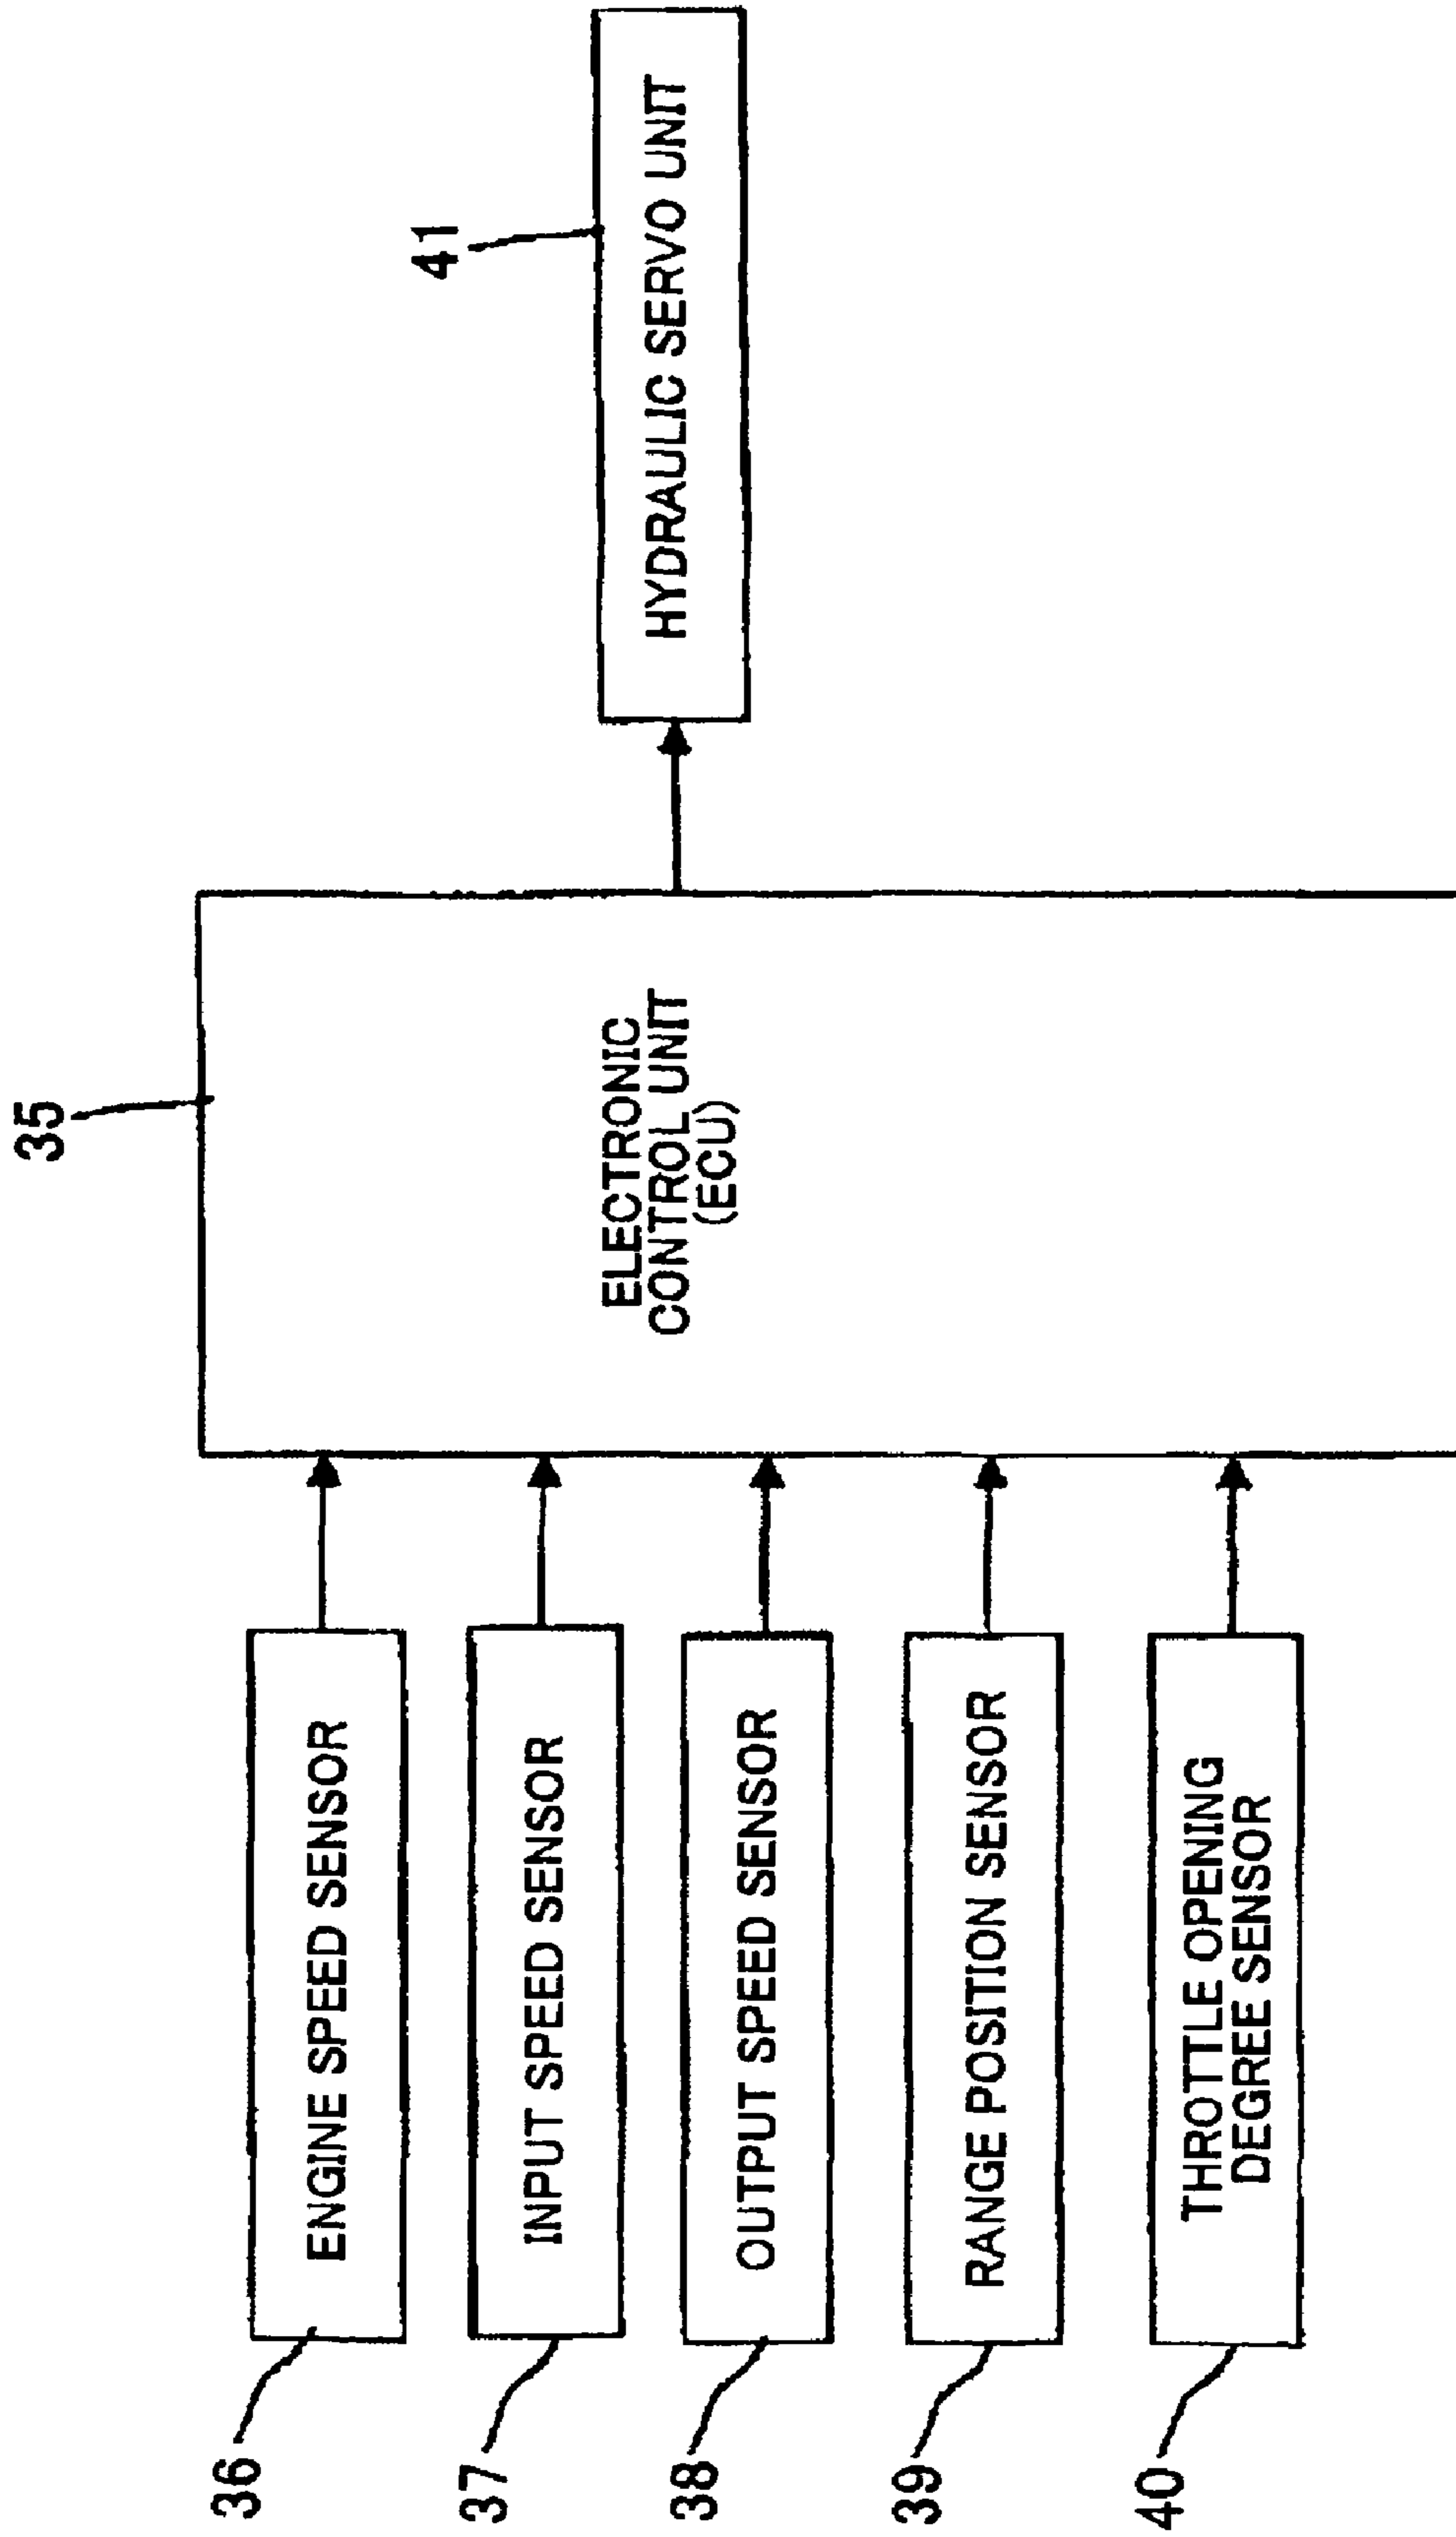 35
41
36
ENGINE SPEED SENSOR
37
INPUT SPEED SENSOR
38
OUTPUT SPEED SENSOR
39
RANGE POSITION SENSOR
40
THROTTLE OPENING
DEGREE SENSOR
ELECTRONIC
CONTROL UNIT
(ECU)
HYDRAULIC SERVO UNIT